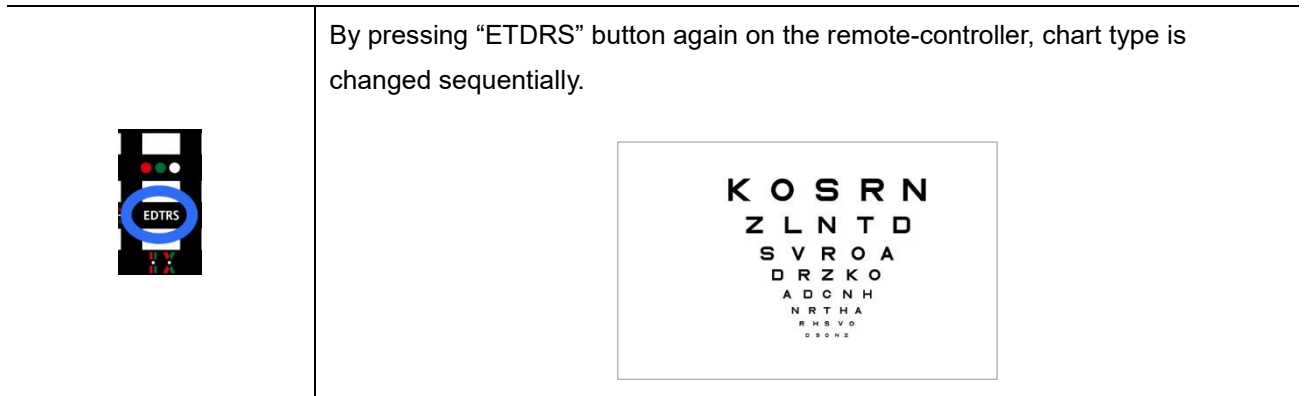 By pressing “ETDRS” button again on the remote-controller, chart type is
changed sequentially.
EDTRS
K O S R N
Z L N T D
S V R O A
D R Z K O
A D C N H
N R T H A
R H S V O